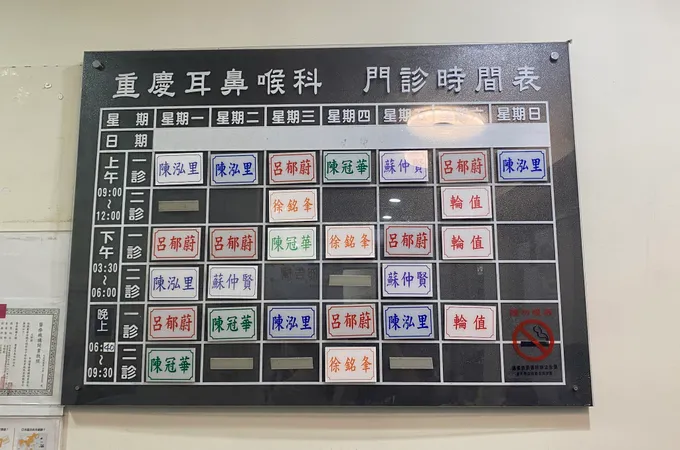 重慶耳鼻喉科 門診時間表
星期 星期一 星期二 星期三 星期四 星期 星期日
日期
上午 09:00~12:00 一診 陳泓里 陳泓里 呂郁蔚 陳冠華 蘇仲賢 呂郁蔚 陳泓里
二診 徐銘夆 輪值
下午 03:30~06:00 一診 呂郁蔚 呂郁蔚 陳冠華 徐銘夆 呂郁蔚 輪值
二診 陳泓里 蘇仲賢 蘇仲賢
晚上 06:40~09:30 一診 呂郁蔚 陳冠華 陳泓里 呂郁蔚 陳泓里 輪值
二診 陳冠華 徐銘夆